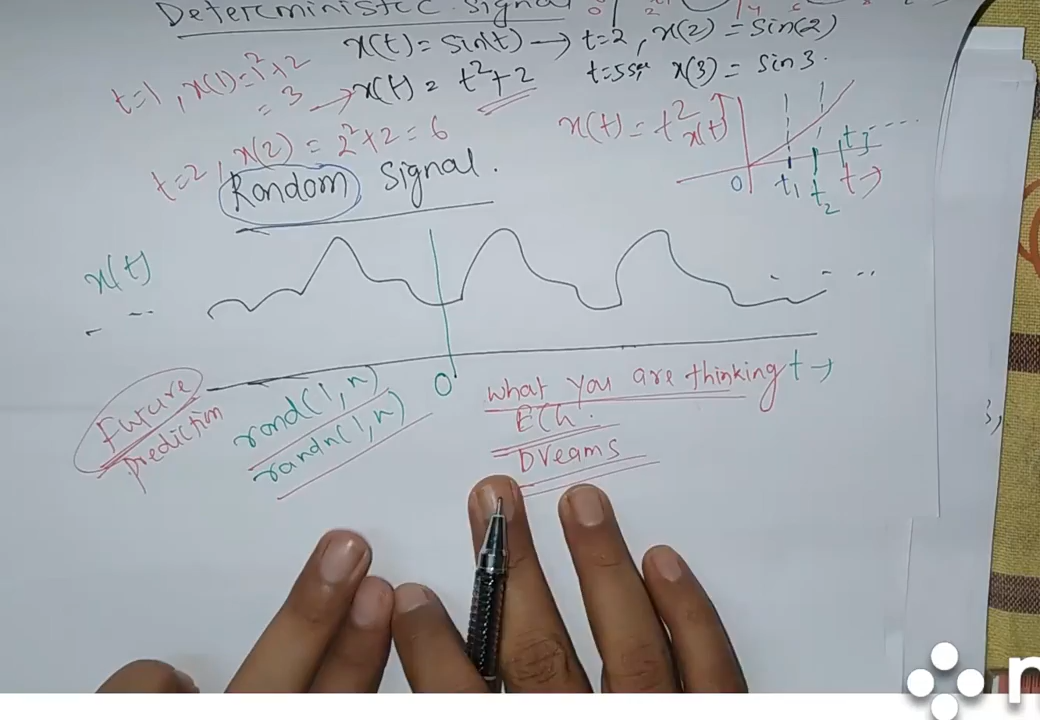 Deterministic signal
x(t) = sin(t) → t=2, x(2) = sin(2)
t=1, x(1) = 1²+2
= 3
→ x(t) = t²+2
x(3) = sin 3.
t=2, x(2) = 2²+2 = 6
x(t) = t²
x(t)
0 t1 t2 t3 ---- t→
Random signal.
x(t)
0
t→
Future
prediction
rand(1,n)
randn(1,n)
what you are thinking
ECG.
Dreams
3,